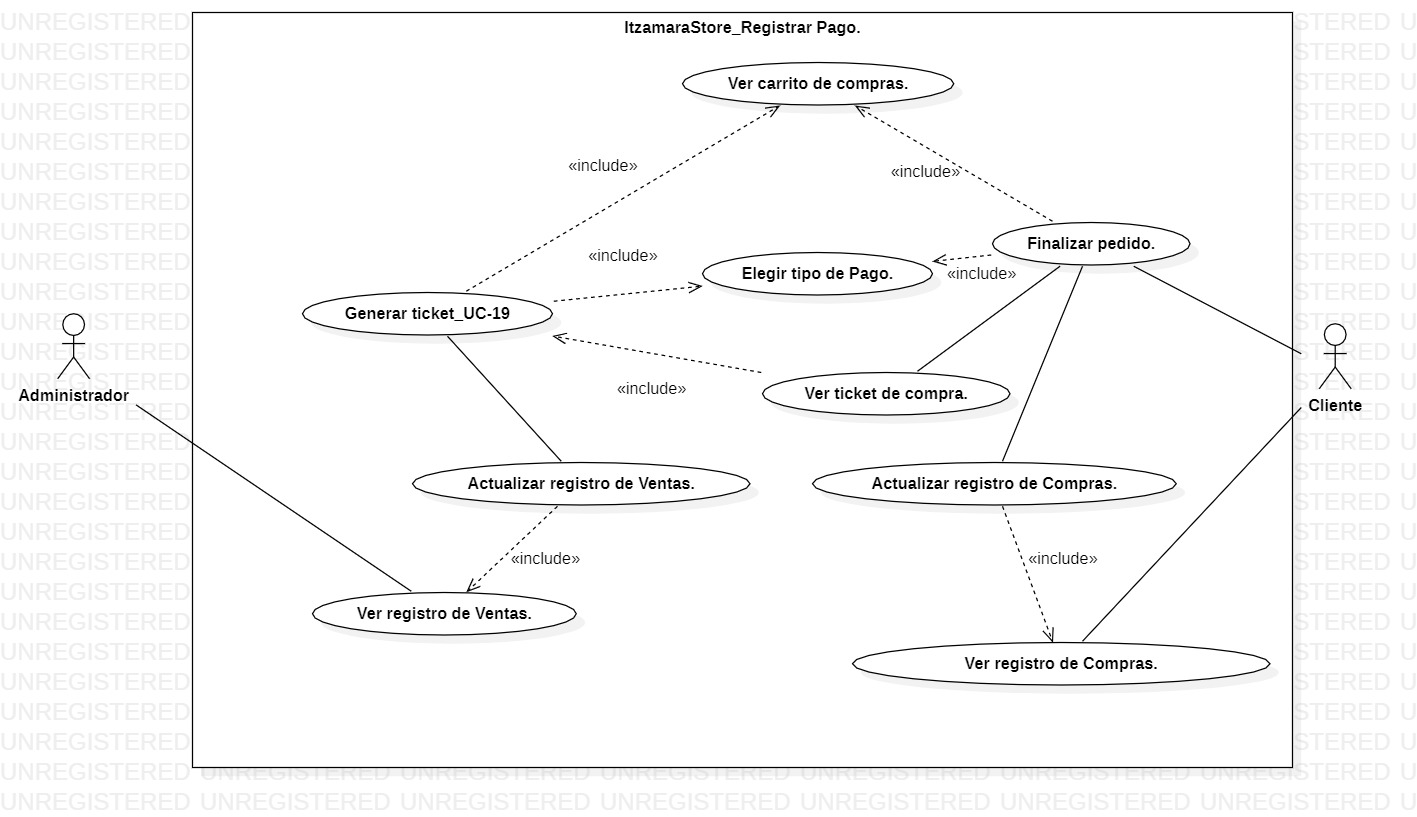 ItzamaraStore_Registrar Pago.
Ver carrito de compras.
«include»
«include»
Finalizar pedido.
«include»
Elegir tipo de Pago.
«include»
Generar ticket_UC-19
Administrador
«include»
Ver ticket de compra.
Cliente
Actualizar registro de Ventas.
Actualizar registro de Compras.
«include»
«include»
Ver registro de Ventas.
Ver registro de Compras.
UNREGISTERED UNREGISTERED UNREGISTERED UNREGISTERED UNREGISTERED UNREGISTERED UNREGISTERED